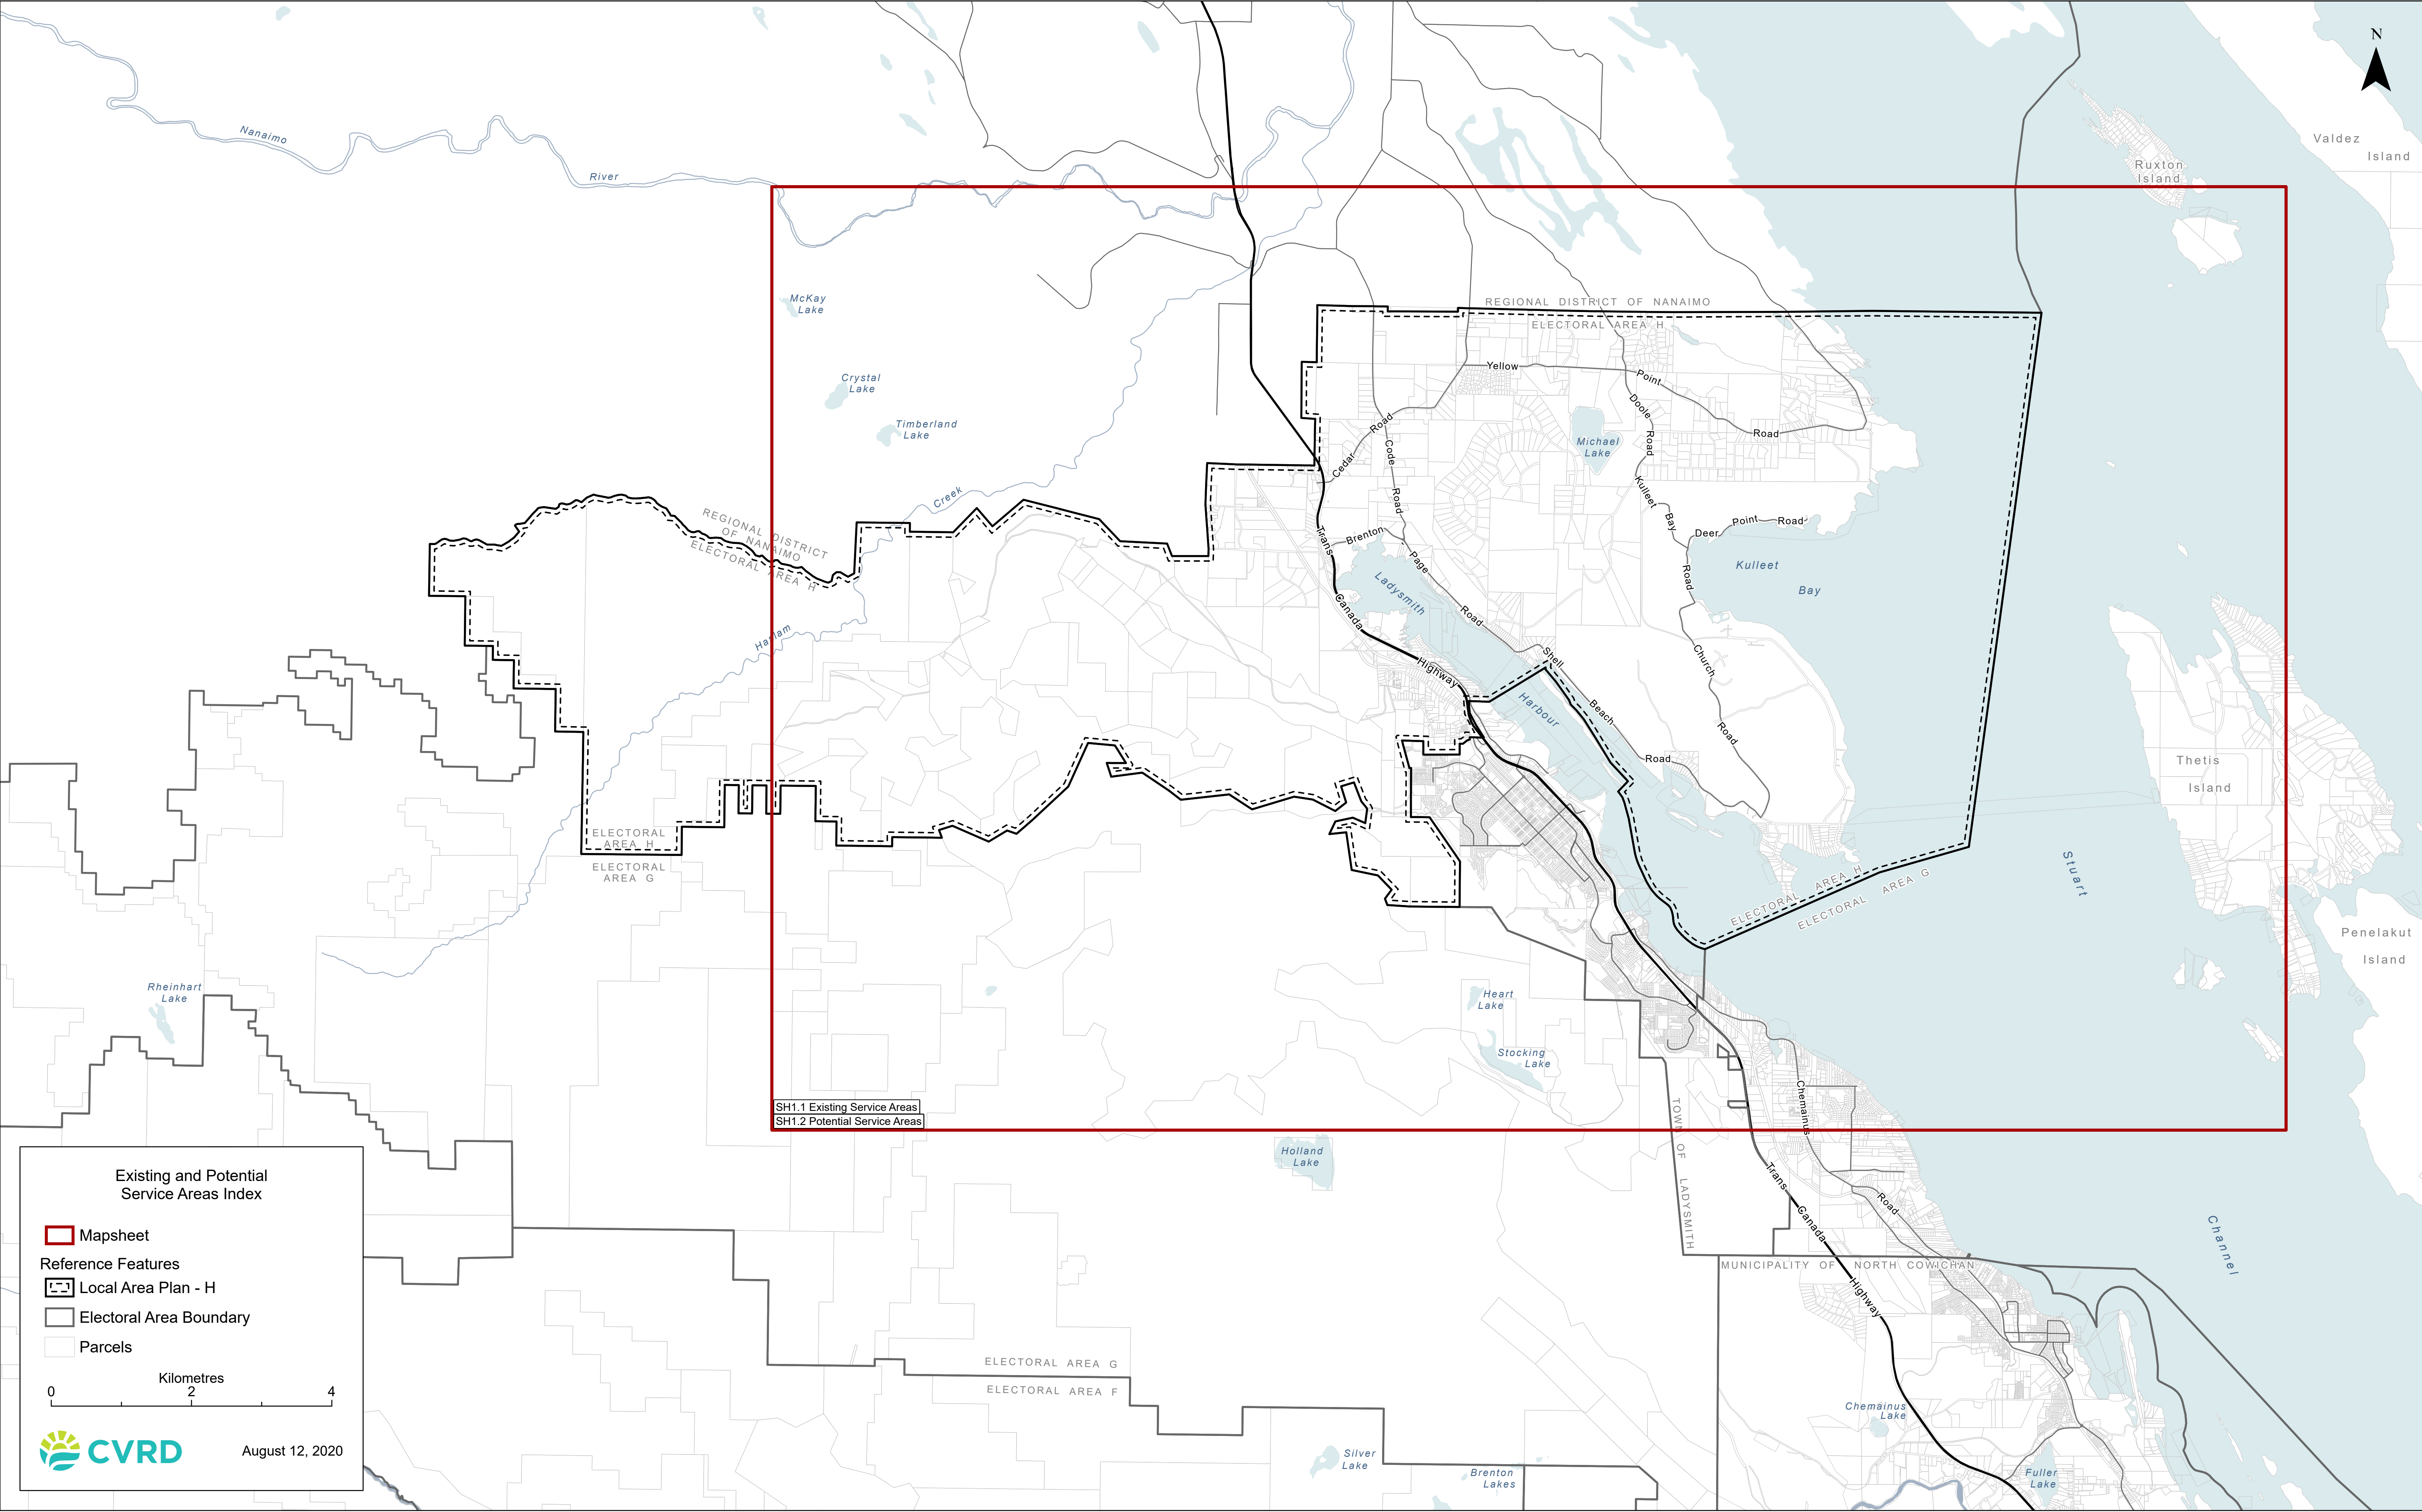 N
Nanaimo
River
Valdez
Island
Ruxton
Island
McKay
Lake
REGIONAL DISTRICT OF NANAIMO
ELECTORAL AREA H
Yellow
Point
Road
Crystal
Lake
Timberland
Lake
Cedar
Road
Code
Road
Doole
Road
Michael
Lake
Creek
Kulleet
Bay
Road
Deer
Point
Road
REGIONAL DISTRICT
OF NANAIMO
ELECTORAL AREA H
Trans
Canada
Highway
Brenton
Page
Road
Kulleet
Bay
Ladysmith
Harbour
Haslam
Shell
Beach
Road
Church
Road
Thetis
Island
ELECTORAL
AREA H
ELECTORAL
AREA G
ELECTORAL AREA H
ELECTORAL AREA G
Stuart
Channel
Penelakut
Island
Rheinhart
Lake
Heart
Lake
Stocking
Lake
SH1.1 Existing Service Areas
SH1.2 Potential Service Areas
Chemainus
Road
TOWN OF LADYSMITH
Holland
Lake
Trans
Canada
Highway
MUNICIPALITY OF NORTH COWICHAN
ELECTORAL AREA G
ELECTORAL AREA F
Chemainus
Lake
Silver
Lake
Brenton
Lakes
Fuller
Lake
Existing and Potential
Service Areas Index
Mapsheet
Reference Features
Local Area Plan - H
Electoral Area Boundary
Parcels
Kilometres
0 2 4
CVRD
August 12, 2020